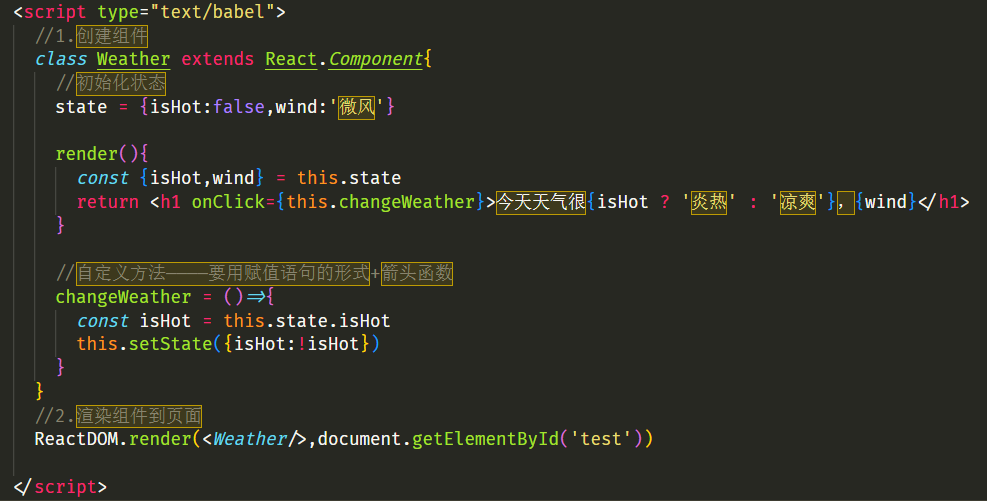 <script type="text/babel">
//1.创建组件
class Weather extends React.Component{
//初始化状态
state = {isHot:false,wind:'微风'}
render(){
const {isHot,wind} = this.state
return <h1 onClick={this.changeWeather}>今天天气很{isHot ? '炎热' : '凉爽'}，{wind}</h1>
}
//自定义方法————要用赋值语句的形式+箭头函数
changeWeather = ()=>{
const isHot = this.state.isHot
this.setState({isHot:!isHot})
}
}
//2.渲染组件到页面
ReactDOM.render(<Weather/>,document.getElementById('test'))
</script>